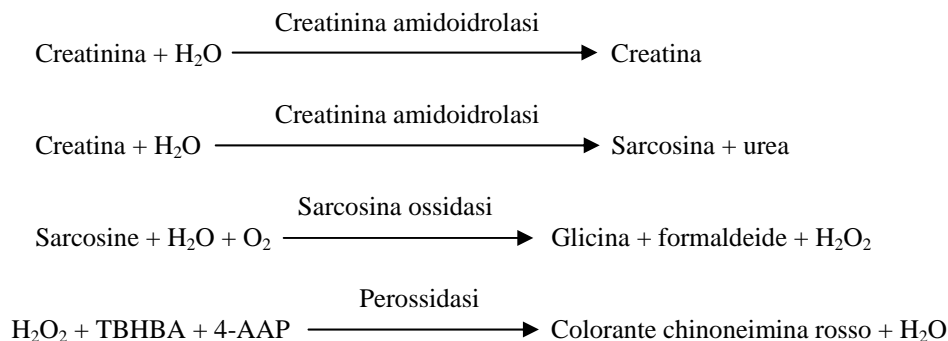 Creatinina amidoidrolasi
Creatinina + H₂O Creatina
Creatinina amidoidrolasi
Creatina + H₂O Sarcosina + urea
Sarcosina ossidasi
Sarcosine + H₂O + O₂ Glicina + formaldeide + H₂O₂
Perossidasi
H₂O₂ + TBHBA + 4-AAP Colorante chinoneimina rosso + H₂O